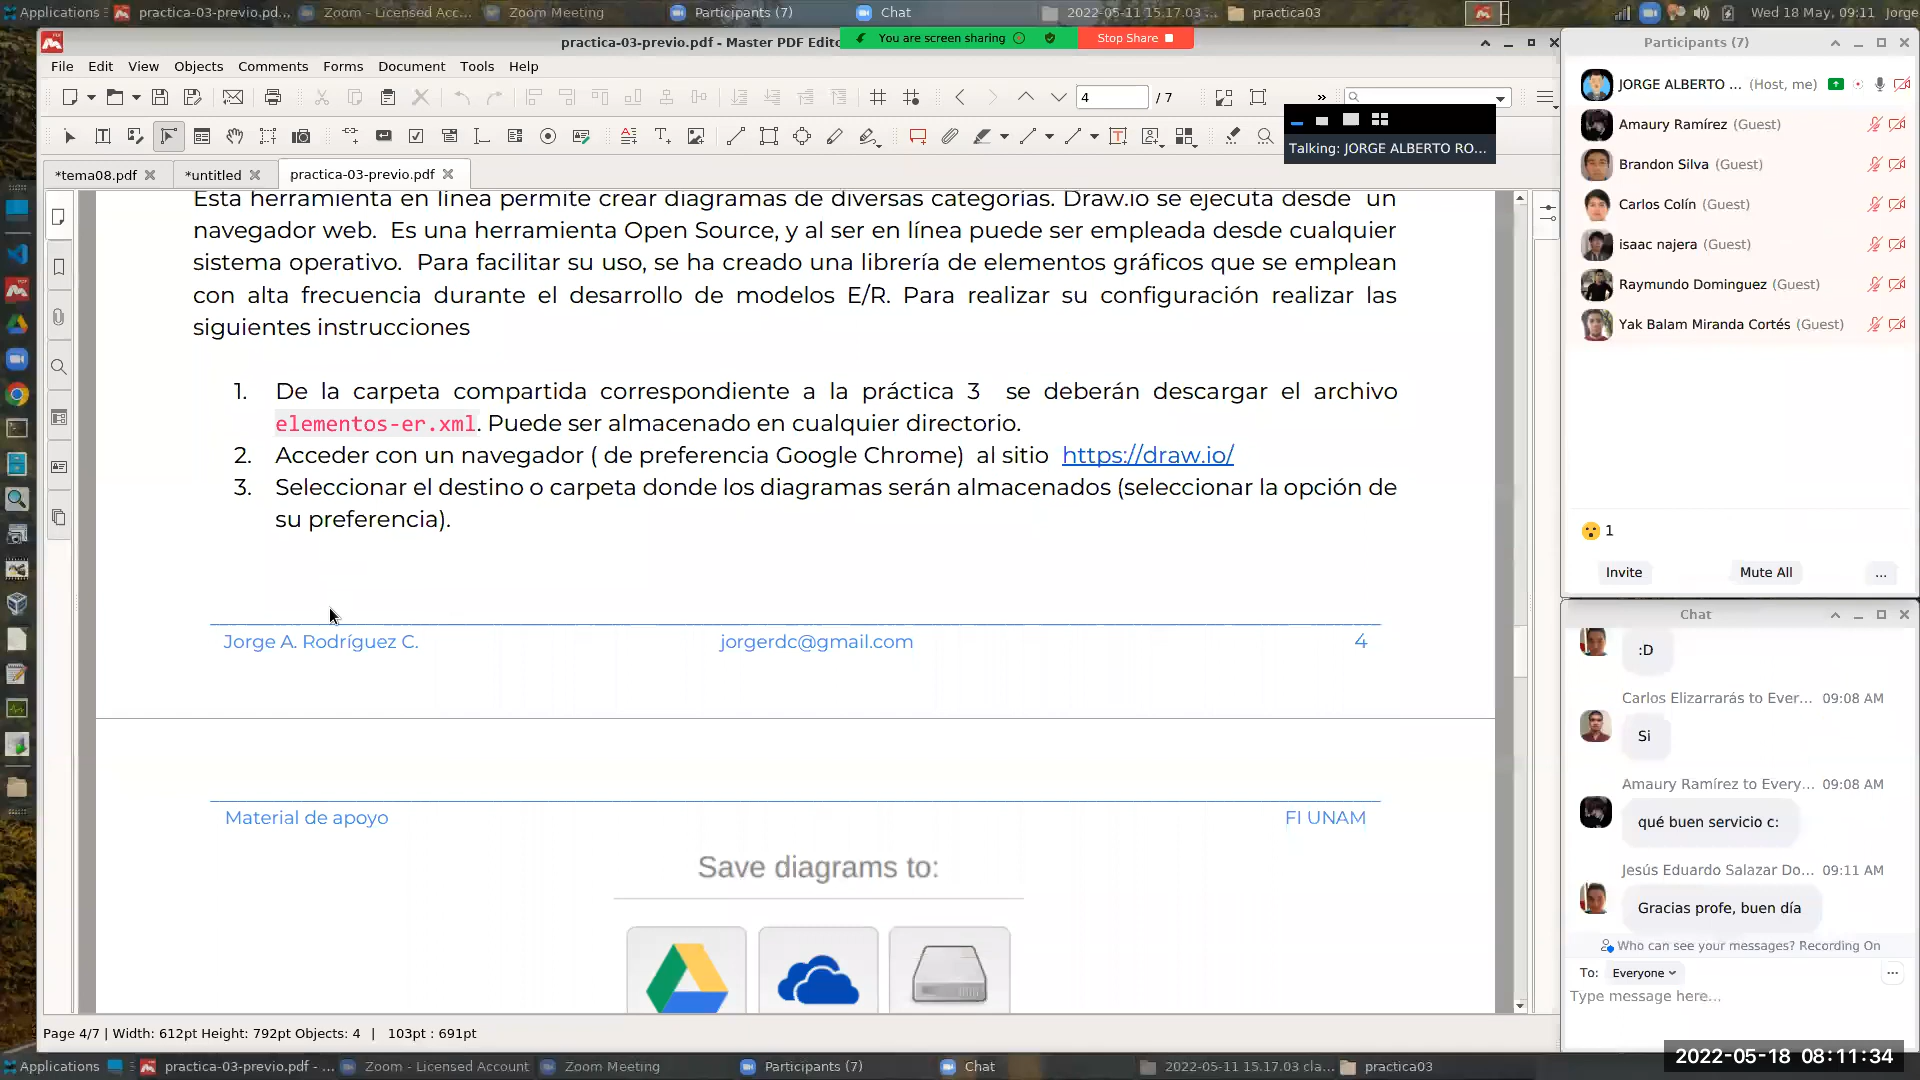 Applications
practica-03-previo.pd...
Zoom - Licensed Acc...
Zoom Meeting
Participants (7)
Chat
2022-05-11 15.17.03 ...
practica03
Wed 18 May, 09:11
Jorge
practica-03-previo.pdf - Master PDF Edito
You are screen sharing
Stop Share
File
Edit
View
Objects
Comments
Forms
Document
Tools
Help
4
/ 7
Talking: JORGE ALBERTO RO...
*tema08.pdf
*untitled
practica-03-previo.pdf
Esta herramienta en línea permite crear diagramas de diversas categorías. Draw.io se ejecuta desde un
navegador web. Es una herramienta Open Source, y al ser en línea puede ser empleada desde cualquier
sistema operativo. Para facilitar su uso, se ha creado una librería de elementos gráficos que se emplean
con alta frecuencia durante el desarrollo de modelos E/R. Para realizar su configuración realizar las
siguientes instrucciones
1. De la carpeta compartida correspondiente a la práctica 3 se deberán descargar el archivo
elementos-er.xml. Puede ser almacenado en cualquier directorio.
2. Acceder con un navegador ( de preferencia Google Chrome) al sitio https://draw.io/
3. Seleccionar el destino o carpeta donde los diagramas serán almacenados (seleccionar la opción de
su preferencia).
Jorge A. Rodríguez C.
jorgerdc@gmail.com
4
Material de apoyo
FI UNAM
Save diagrams to:
Page 4/7 | Width: 612pt Height: 792pt Objects: 4 | 103pt : 691pt
Participants (7)
JORGE ALBERTO ... (Host, me)
Amaury Ramírez (Guest)
Brandon Silva (Guest)
Carlos Colín (Guest)
isaac najera (Guest)
Raymundo Dominguez (Guest)
Yak Balam Miranda Cortés (Guest)
😮 1
Invite
Mute All
...
Chat
:D
Carlos Elizarrarás to Ever... 09:08 AM
Si
Amaury Ramírez to Every... 09:08 AM
qué buen servicio c:
Jesús Eduardo Salazar Do... 09:11 AM
Gracias profe, buen día
Who can see your messages? Recording On
To: Everyone
Type message here...
Applications
practica-03-previo.pdf - ...
Zoom - Licensed Account
Zoom Meeting
Participants (7)
Chat
2022-05-11 15.17.03 cla...
practica03
2022-05-18 08:11:34